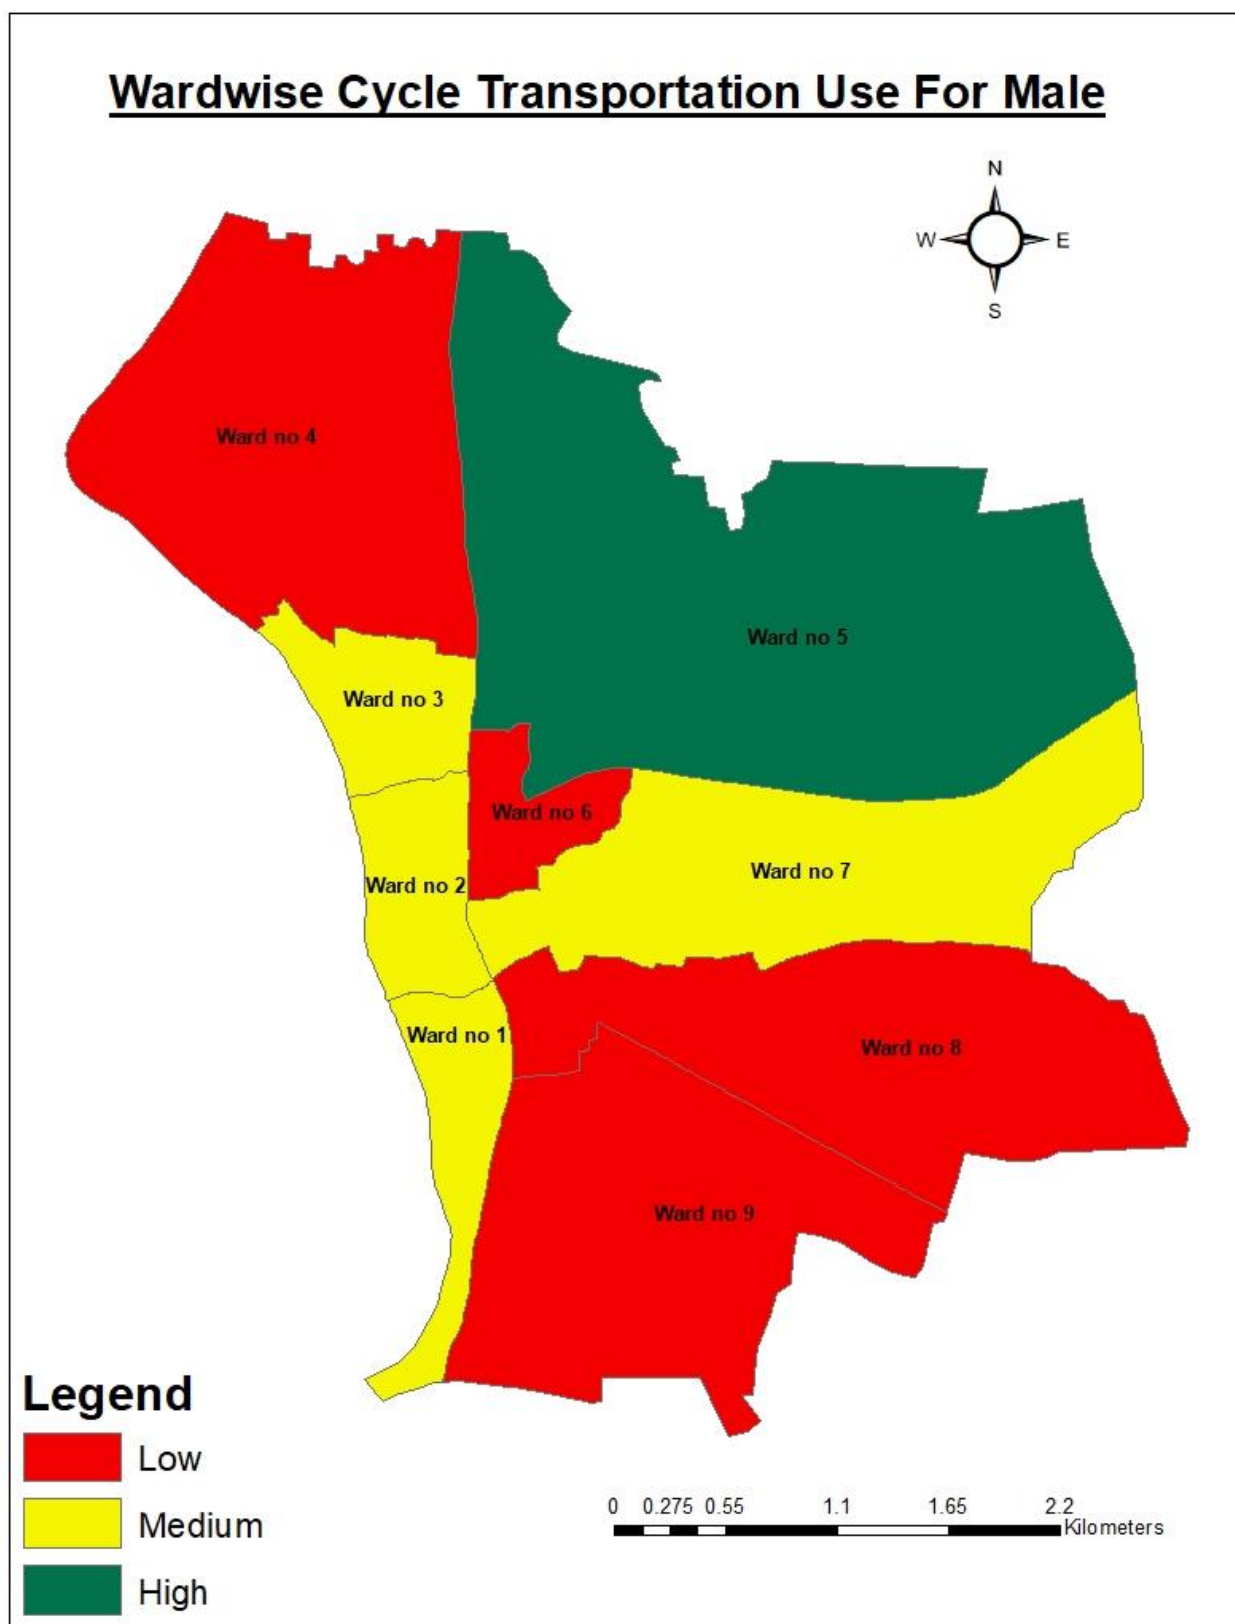 Wardwise Cycle Transportation Use For Male
N
W E
S
Ward no 4
Ward no 5
Ward no 3
Ward no 6
Ward no 7
Ward no 2
Ward no 1
Ward no 8
Ward no 9
Legend
Low
Medium
High
0 0.275 0.55 1.1 1.65 2.2
Kilometers